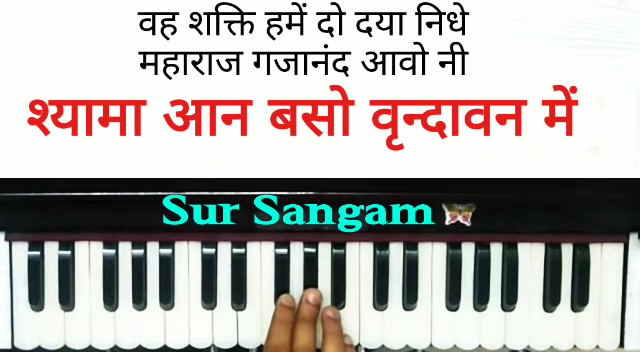 वह शक्ति हमें दो दया निधे
महाराज गजानंद आवो नी
श्यामा आन बसो वृन्दावन में
Sur Sangam